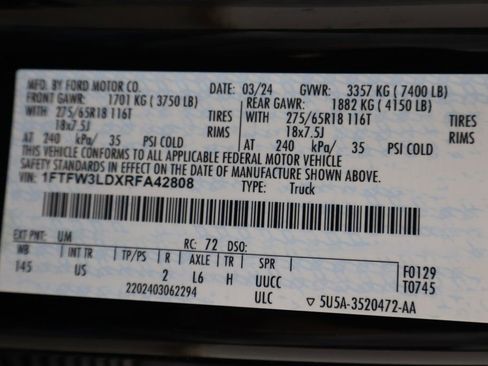 MFD. BY FORD MOTOR CO. DATE: 03/24 GVWR: 3357 KG ( 7400 LB)
FRONT GAWR: 1701 KG ( 3750 LB) REAR GAWR: 1882 KG ( 4150 LB)
WITH 275/65R18 116T TIRES WITH 275/65R18 116T TIRES
18x7.5J RIMS 18x7.5J RIMS
AT 240 kPa/ 35 PSI COLD AT 240 kPa/ 35 PSI COLD
THIS VEHICLE CONFORMS TO ALL APPLICABLE FEDERAL MOTOR VEHICLE
SAFETY STANDARDS IN EFFECT ON THE DATE OF MANUFACTURE SHOWN ABOVE.
VIN: 1FTFW3LDXRFA42808 TYPE: Truck
EXT PNT: UM RC: 72 DSO:
WB INT TR TP/PS R AXLE TR SPR F0129
145 US 2 L6 H UUCC T0745
2202403062294 ULC ▽5U5A-3520472-AA